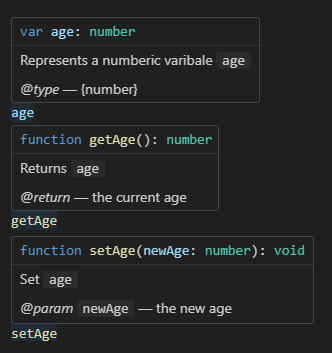 var age: number
Represents a numberic varibale age
@type — {number}
age
function getAge(): number
Returns age
@return — the current age
getAge
function setAge(newAge: number): void
Set age
@param newAge — the new age
setAge